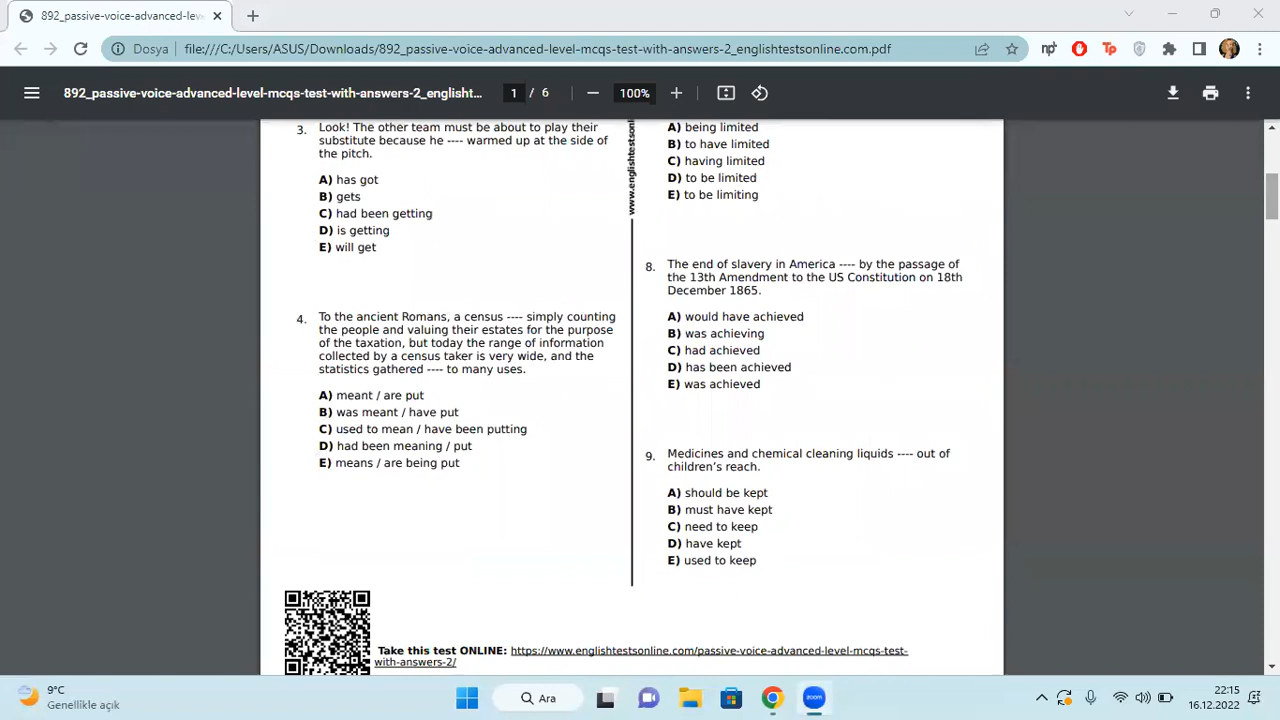 892_passive-voice-advanced-lev
Dosya
file:///C:/Users/ASUS/Downloads/892_passive-voice-advanced-level-mcqs-test-with-answers-2_englishtestsonline.com.pdf
892_passive-voice-advanced-level-mcqs-test-with-answers-2_englisht...
1 / 6
100%
3. Look! The other team must be about to play their
substitute because he ---- warmed up at the side of
the pitch.
A) has got
B) gets
C) had been getting
D) is getting
E) will get
4. To the ancient Romans, a census ---- simply counting
the people and valuing their estates for the purpose
of the taxation, but today the range of information
collected by a census taker is very wide, and the
statistics gathered ---- to many uses.
A) meant / are put
B) was meant / have put
C) used to mean / have been putting
D) had been meaning / put
E) means / are being put
www.englishtestsonl
A) being limited
B) to have limited
C) having limited
D) to be limited
E) to be limiting
8. The end of slavery in America ---- by the passage of
the 13th Amendment to the US Constitution on 18th
December 1865.
A) would have achieved
B) was achieving
C) had achieved
D) has been achieved
E) was achieved
9. Medicines and chemical cleaning liquids ---- out of
children’s reach.
A) should be kept
B) must have kept
C) need to keep
D) have kept
E) used to keep
Take this test ONLINE: https://www.englishtestsonline.com/passive-voice-advanced-level-mcqs-test-
with-answers-2/
9°C
Genellikle açık
Ara
zoom
22:15
16.12.2022